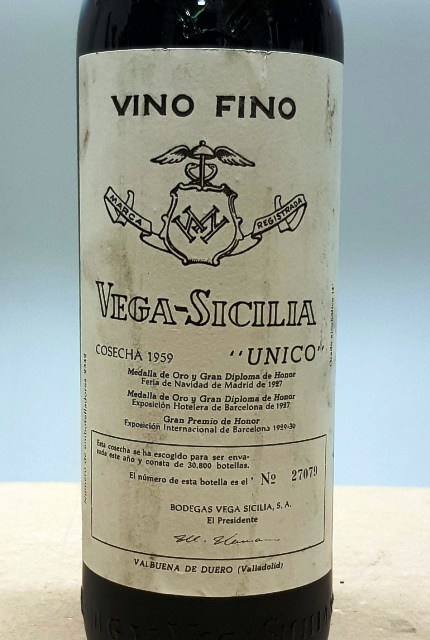 VINO FINO
MARCA REGISTRADA
VEGA-SICILIA
COSECHA 1959 "UNICO"
Medalla de Oro y Gran Diploma de Honor
Feria de Navidad de Madrid de 1927
Medalla de Oro y Gran Diploma de Honor
Exposición Hotelera de Barcelona de 1927
Gran Premio de Honor
Exposición Internacional de Barcelona 1929-30
Esta cosecha se ha escogido para ser enva-
rada este año y consta de 30.800 botellas.
El número de esta botella es el Nº 27079
BODEGAS VEGA SICILIA, S. A.
El Presidente
VALBUENA DE DUERO (Valladolid)